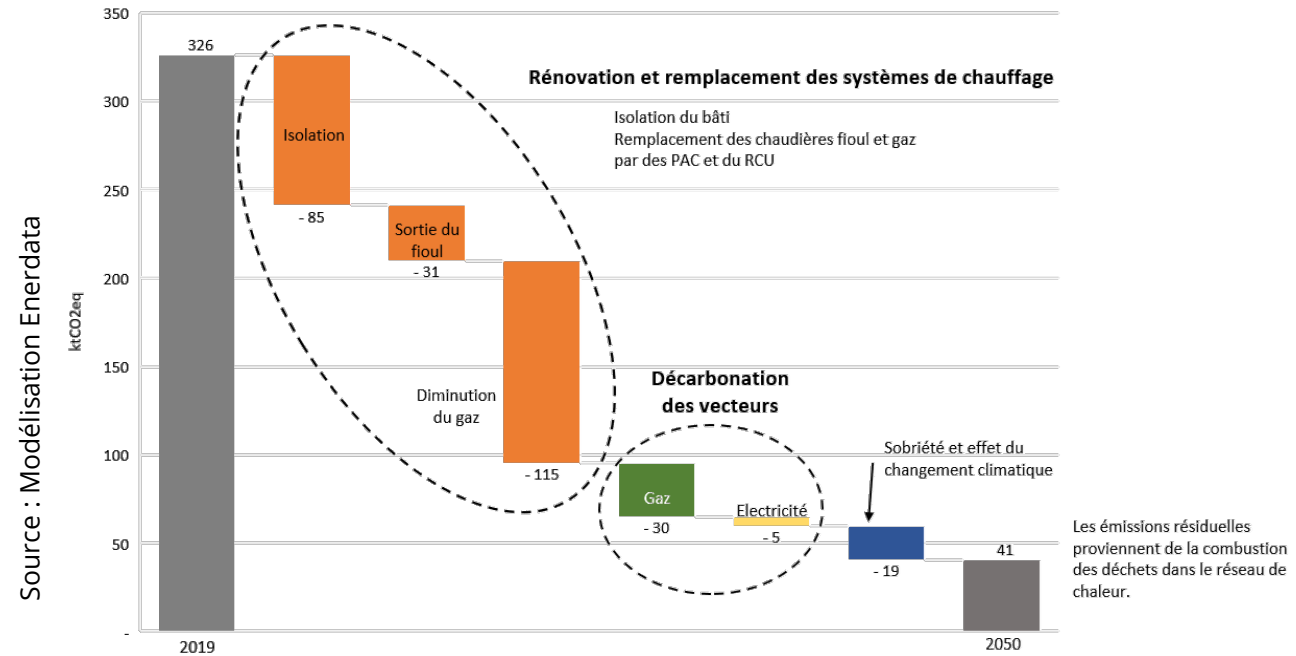 Source : Modélisation Enerdata
ktCO2eq
350
300
250
200
150
100
50
-
326
Isolation
- 85
Sortie du
fioul
- 31
Diminution
du gaz
- 115
Rénovation et remplacement des systèmes de chauffage
Isolation du bâti
Remplacement des chaudières fioul et gaz
par des PAC et du RCU
Décarbonation
des vecteurs
Gaz
- 30
Electricité
- 5
Sobriété et effet du
changement climatique
- 19
41
Les émissions résiduelles
proviennent de la combustion
des déchets dans le réseau de
chaleur.
2019
2050